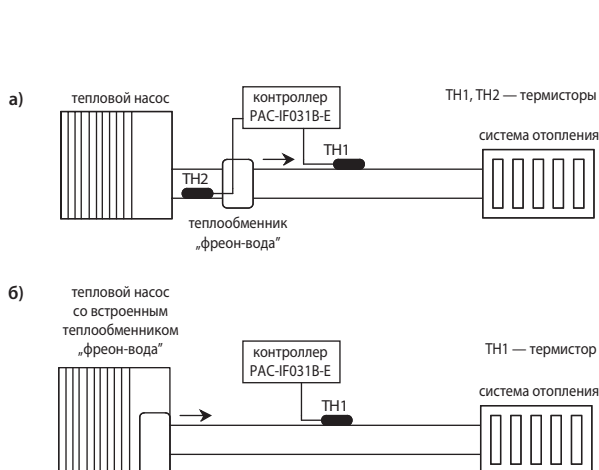 а)
тепловой насос
контроллер
PAC-IF031B-E
TH1, TH2 — термисторы
TH1
система отопления
TH2
теплообменник
„фреон-вода”
б)
тепловой насос
со встроенным
теплообменником
„фреон-вода”
контроллер
PAC-IF031B-E
TH1 — термистор
TH1
система отопления